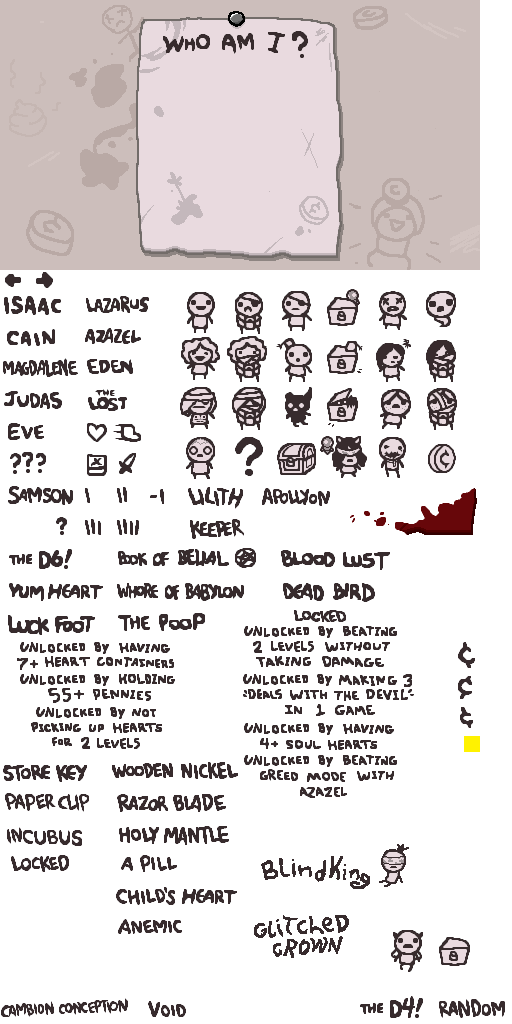 WHO AM I?
ISAAC LAZARUS
CAIN AZAZEL
MAGDALENE EDEN
JUDAS THE LOST
EVE
???
?
SAMSON I II -1 LILITH APOLLYON
? III IIII KEEPER
THE D6! BOOK OF BELIAL BLOOD LUST
YUM HEART WHORE OF BABYLON DEAD BIRD
LUCK FOOT THE POOP
LOCKED
UNLOCKED BY HAVING
7+ HEART CONTAINERS
UNLOCKED BY HOLDING
55+ PENNIES
UNLOCKED BY NOT
PICKING UP HEARTS
FOR 2 LEVELS
UNLOCKED BY BEATING
2 LEVELS WITHOUT
TAKING DAMAGE
UNLOCKED BY MAKING 3
"DEALS WITH THE DEVIL"
IN 1 GAME
UNLOCKED BY HAVING
4+ SOUL HEARTS
UNLOCKED BY BEATING
GREED MODE WITH
AZAZEL
¢
¢
¢
STORE KEY WOODEN NICKEL
PAPER CLIP RAZOR BLADE
INCUBUS HOLY MANTLE
LOCKED A PILL
CHILD'S HEART
ANEMIC
BlindKing
GLITCHED
CROWN
CAMBION CONCEPTION VOID THE D4! RANDOM